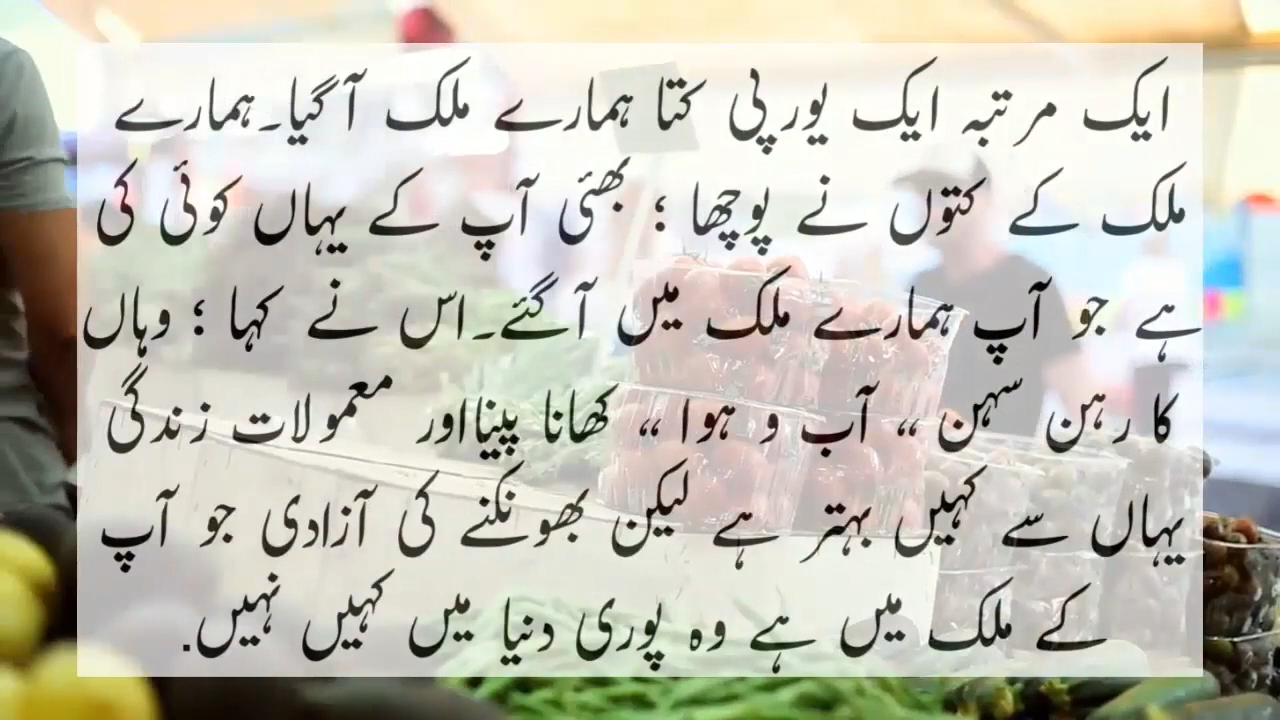 ایک مرتبہ ایک یورپی کتا ہمارے ملک آگیا۔ہمارے
ملک کے کتوں نے پوچھا ؛ بھئی آپ کے یہاں کوئی کی
ہے جو آپ ہمارے ملک میں آگئے۔اس نے کہا ؛ وہاں
کا رہن سہن ،، آب و ہوا ،، کھانا پینااور معمولات زندگی
یہاں سے کہیں بہتر ہے لیکن بھونکنے کی آزادی جو آپ
کے ملک میں ہے وہ پوری دنیا میں کہیں نہیں.